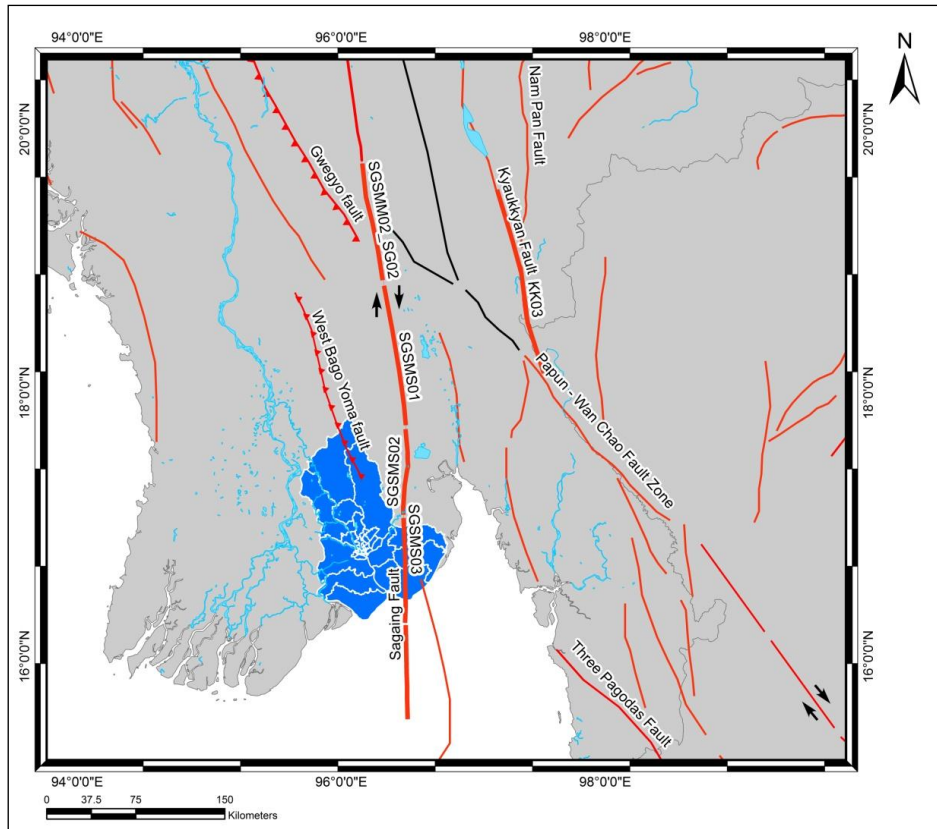 94°0'0"E
96°0'0"E
98°0'0"E
N
20°0'0"N
20°0'0"N
Nam Pan Fault
Gwegyo fault
SGSMM02_SG02
Kyaukkyan Fault KK03
West Bago Yoma fault
SGSMS01
18°0'0"N
18°0'0"N
Papun - Wan Chao Fault Zone
SGSMS02
SGSMS03
Sagaing Fault
16°0'0"N
16°0'0"N
Three Pagodas Fault
94°0'0"E
96°0'0"E
98°0'0"E
0 37.5 75 150
Kilometers